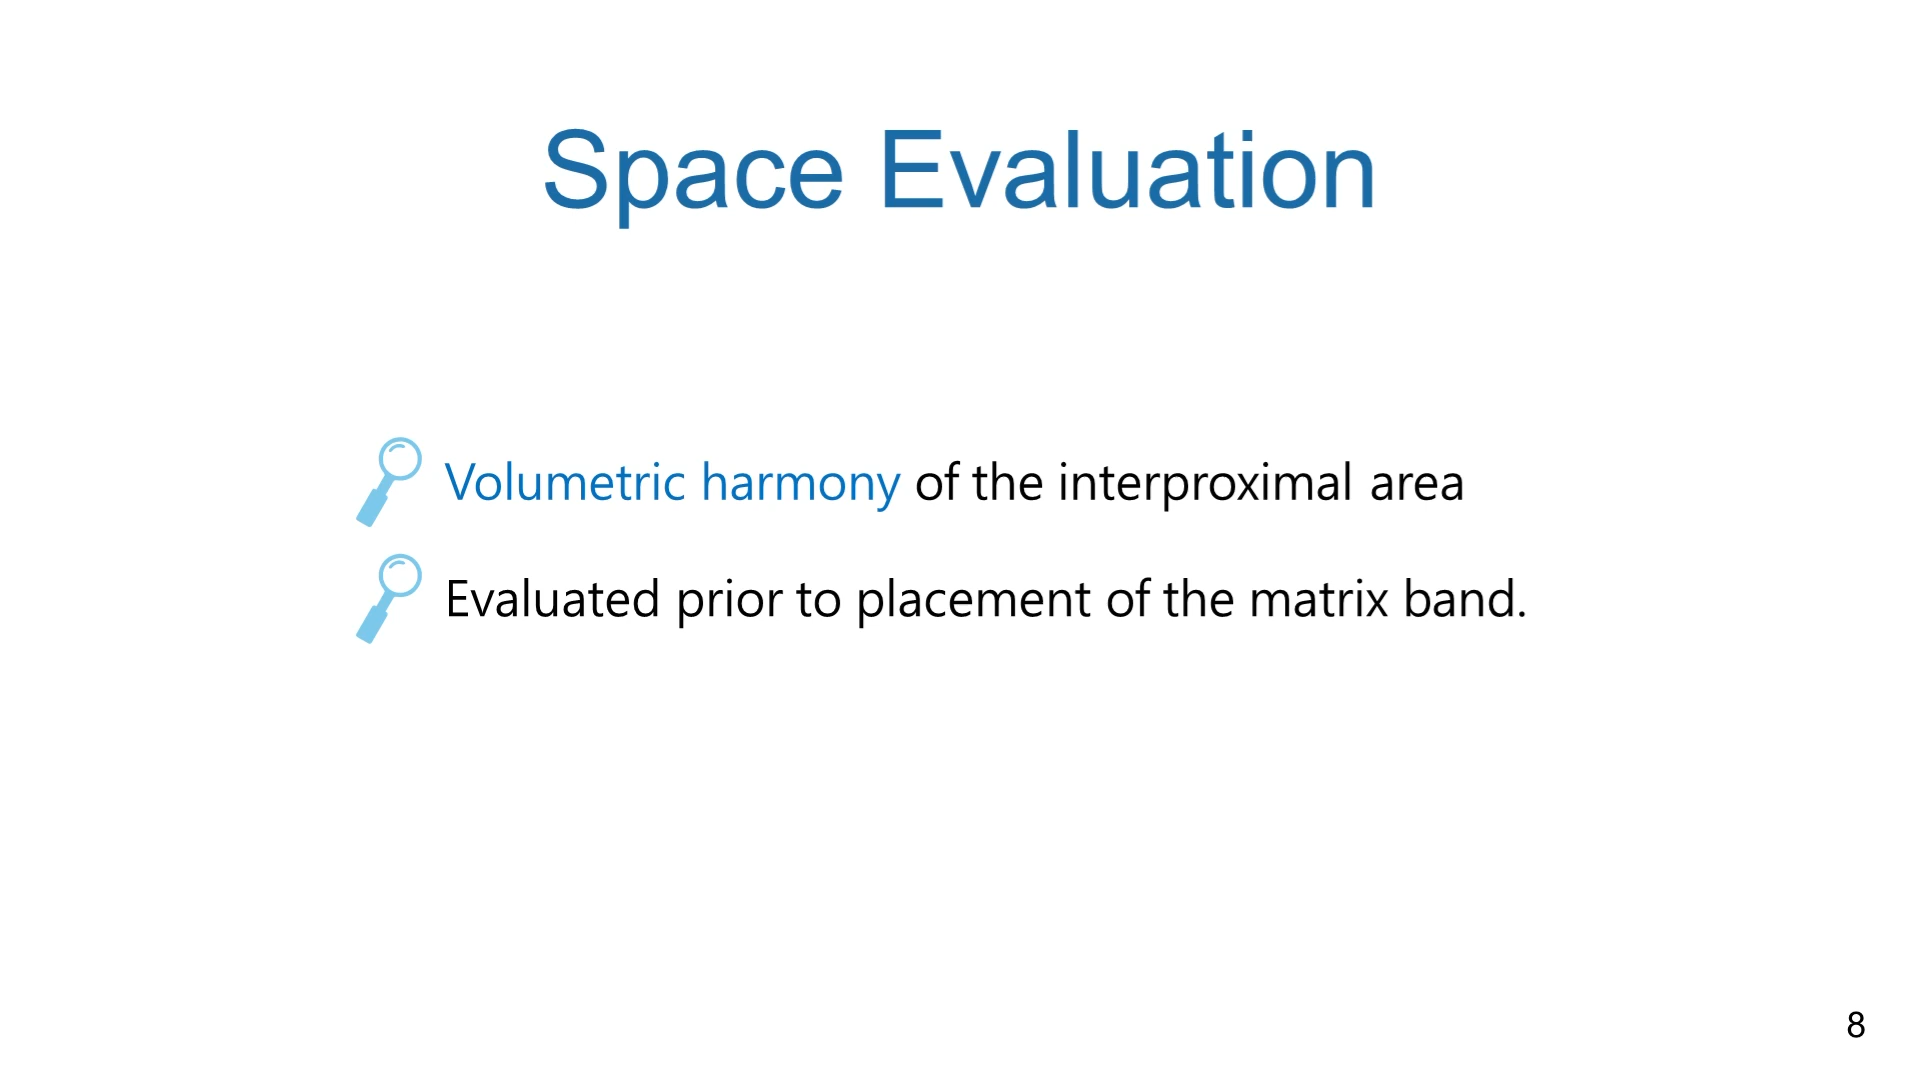 Space Evaluation
Volumetric harmony of the interproximal area
Evaluated prior to placement of the matrix band.
8